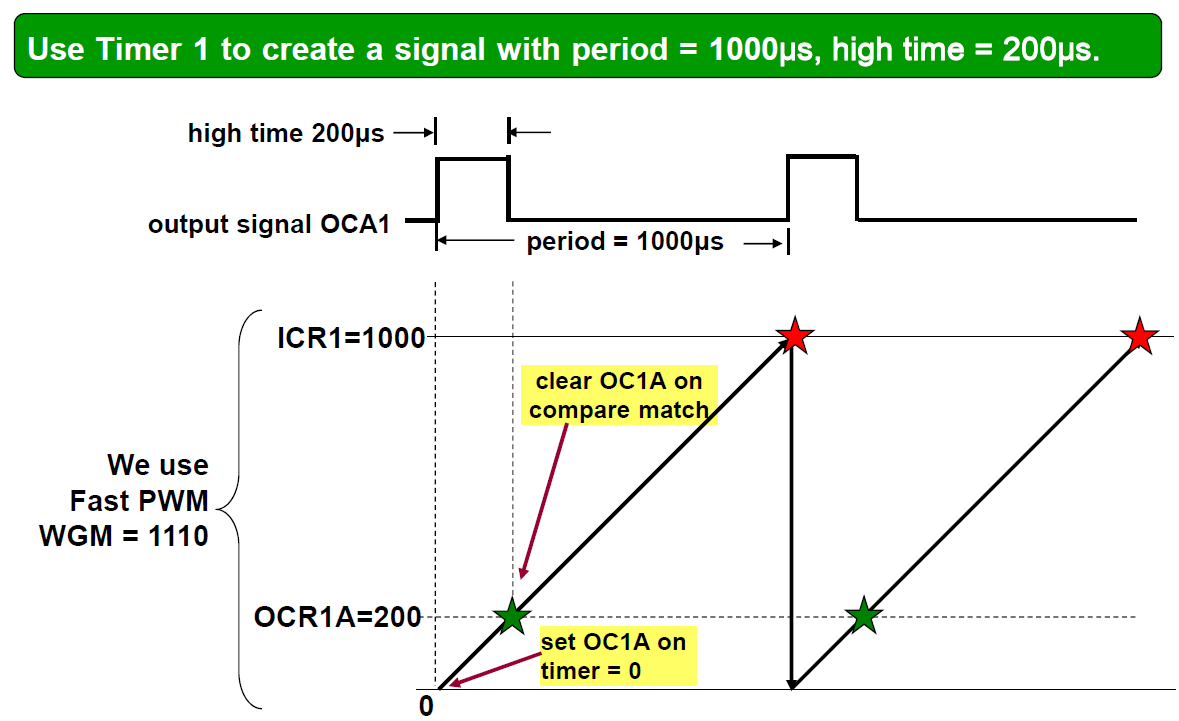 Use Timer 1 to create a signal with period = 1000µs, high time = 200µs.
high time 200µs
output signal OCA1
period = 1000µs
ICR1=1000
clear OC1A on
compare match
We use
Fast PWM
WGM = 1110
OCR1A=200
set OC1A on
timer = 0
0